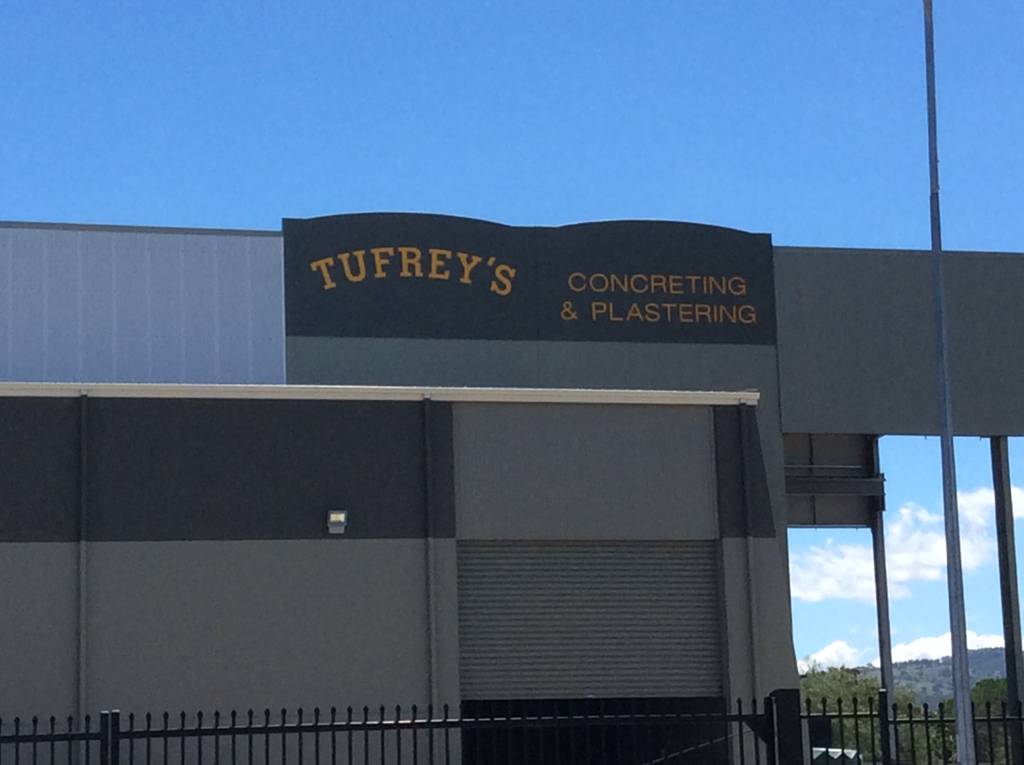 TUFREY'S
CONCRETING
& PLASTERING